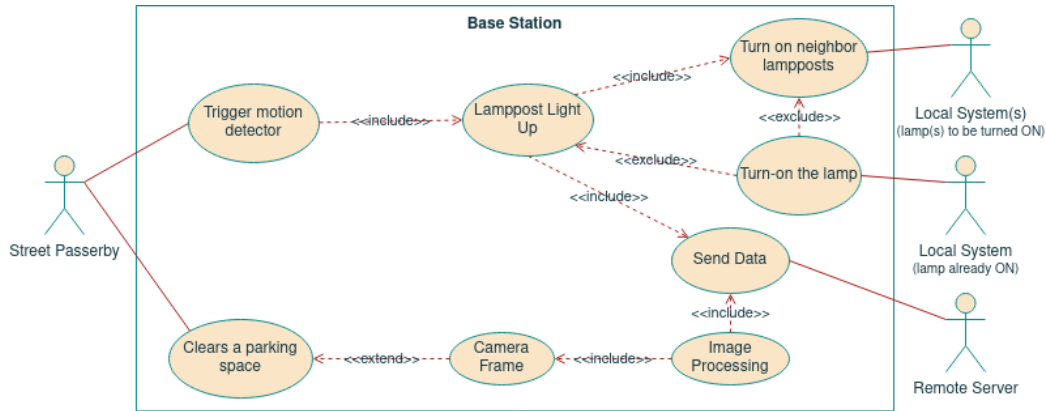 Base Station
Turn on neighbor
lampposts
<<include>>
Trigger motion
detector
<<include>>
Lamppost Light
Up
<<exclude>>
Local System(s)
(lamp(s) to be turned ON)
<<exclude>>
Turn-on the lamp
<<include>>
Street Passerby
Local System
(lamp already ON)
Send Data
<<include>>
Clears a parking
space
<<extend>>
Camera
Frame
<<include>>
Image
Processing
Remote Server